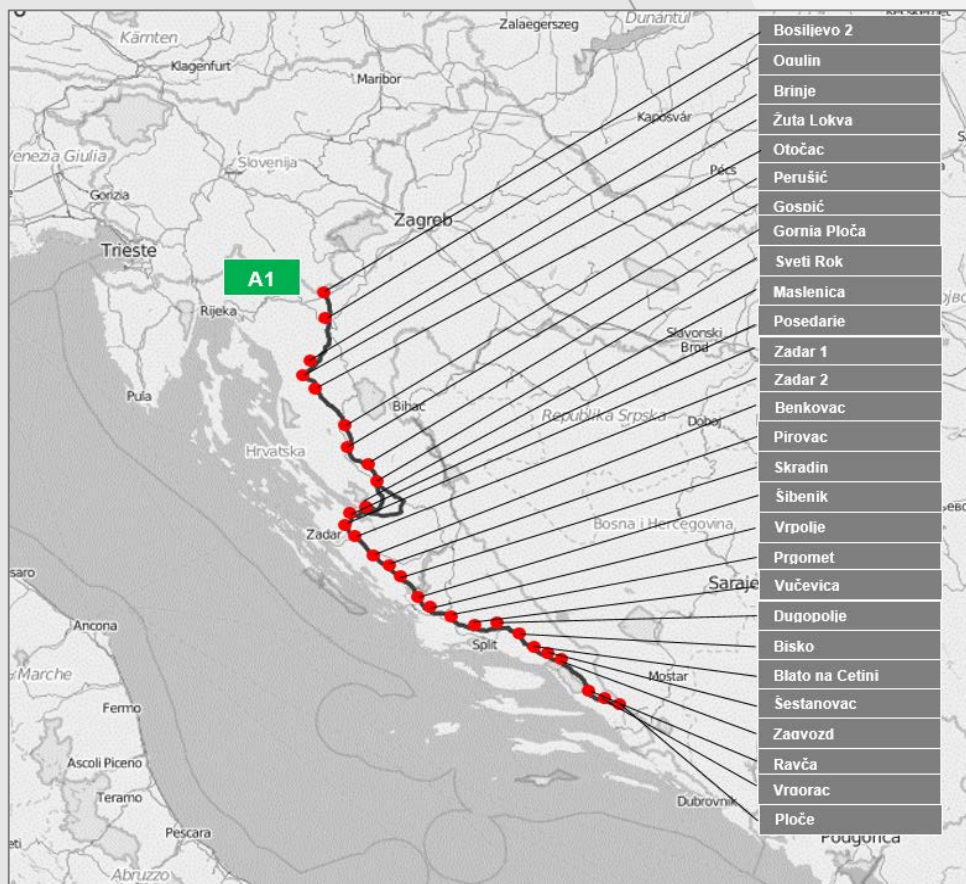 Zalaegerszeg
Dunántul
Kärnten
Klagenfurt
Maribor
Kaposvár
Venezia Giulia
Slovenija
Pécs
Gorizia
Zagreb
Trieste
A1
Rijeka
Slavonski
Brod
Pula
Bihac
Republika Srpska
Doboj
Hrvatska
Bosna i Hercegovina
Zadar
Saraje
Ancona
Split
Mostar
Marche
Fermo
Ascoli Piceno
Teramo
Dubrovnik
Pescara
Podgorica
Abruzzo
Bosiljevo 2
Ogulin
Brinje
Žuta Lokva
Otočac
Perušić
Gospić
Gornja Ploča
Sveti Rok
Maslenica
Posedarje
Zadar 1
Zadar 2
Benkovac
Pirovac
Skradin
Šibenik
Vrpolje
Prgomet
Vučevica
Dugopolje
Bisko
Blato na Cetini
Šestanovac
Zagvozd
Ravča
Vrgorac
Ploče